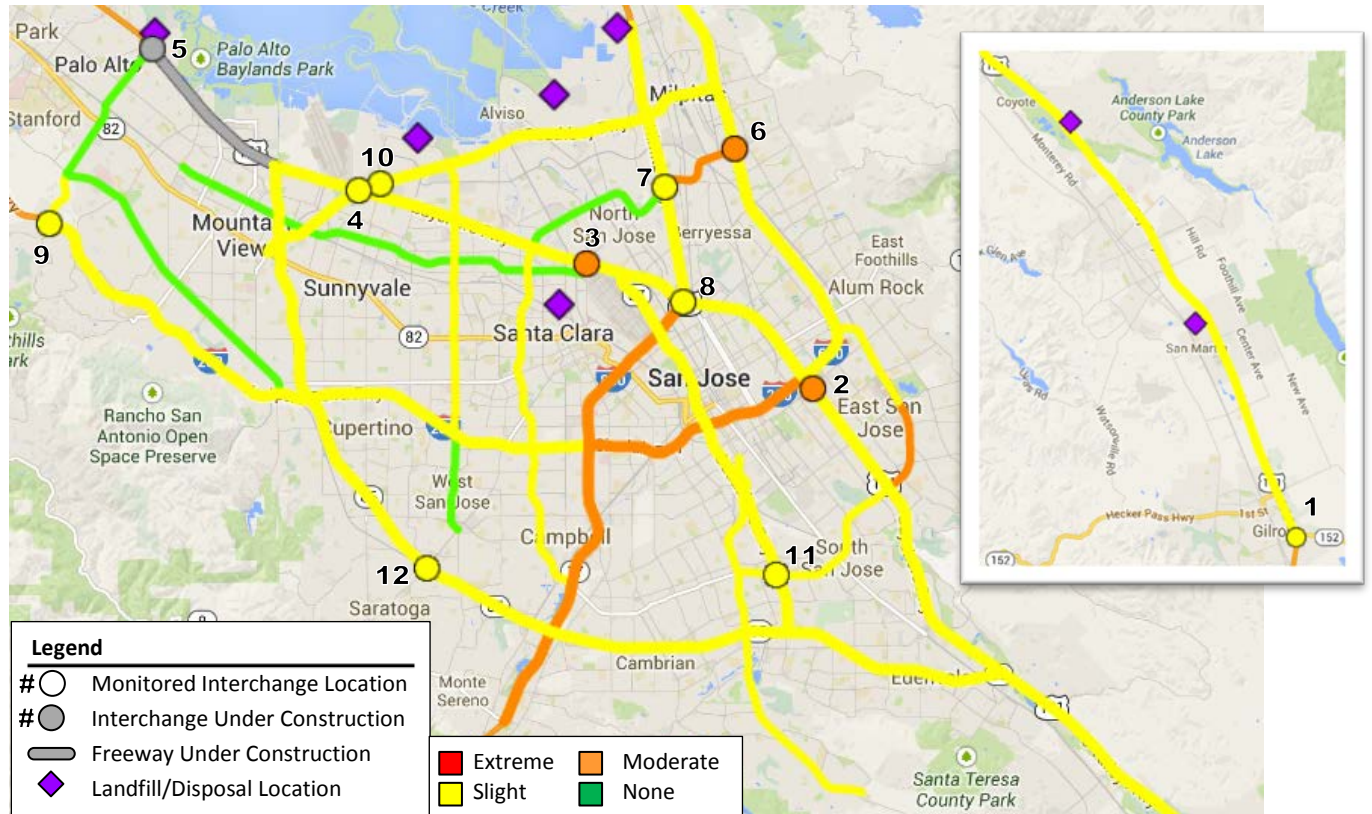 Park
Palo Alto
5
Palo Alto
Baylands Park
Creek
Stanford
82
Alviso
Milpitas
6
10
7
4
Mountain
View
North
San Jose
Berryessa
3
9
East
Foothills
Alum Rock
Sunnyvale
8
82
Santa Clara
San Jose
2
East San
Jose
Rancho San
Antonio Open
Space Preserve
Cupertino
West
San Jose
Campbell
11
South
San Jose
12
Saratoga
Cambrian
Monte
Sereno
Santa Teresa
County Park
Legend
# Monitored Interchange Location
# Interchange Under Construction
Freeway Under Construction
Landfill/Disposal Location
Extreme Moderate
Slight None
Coyote
Anderson Lake
County Park
Anderson
Lake
Monterey Rd
Hill Rd
Foothill Ave
Center Ave
San Martin
New Ave
Watsonville
Rd
1
Hecker Pass Hwy
1st St
Gilroy
152
152